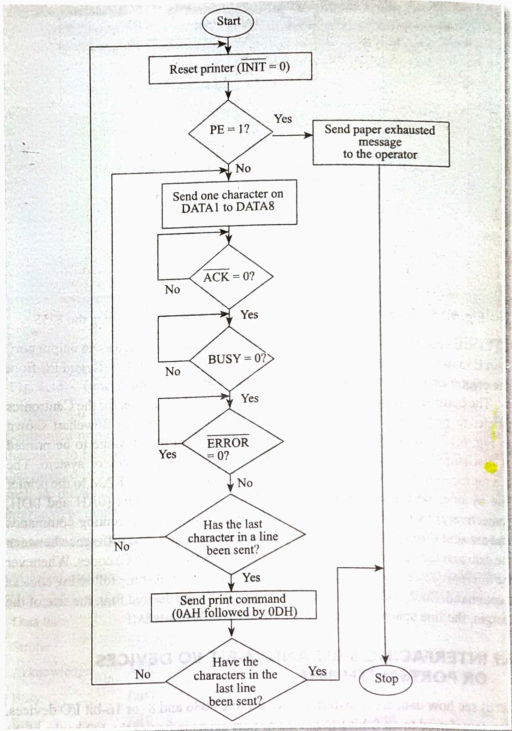 Start
Reset printer (INIT = 0)
PE = 1?
Yes
Send paper exhausted
message
to the operator
No
Send one character on
DATA1 to DATA8
ACK = 0?
No
Yes
BUSY = 0?
No
Yes
ERROR
= 0?
Yes
No
Has the last
character in a line
been sent?
No
Yes
Send print command
(0AH followed by 0DH)
Have the
characters in the
last line
been sent?
No
Yes
Stop